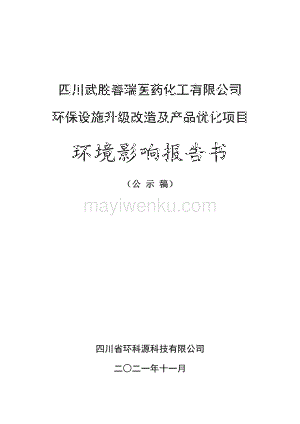 四川武胜春瑞医药化工有限公司
环保设施升级改造及产品优化项目
环境影响报告书
（公 示 稿）
mayiwenku.com
四川省环科源科技有限公司
二〇二一年十一月